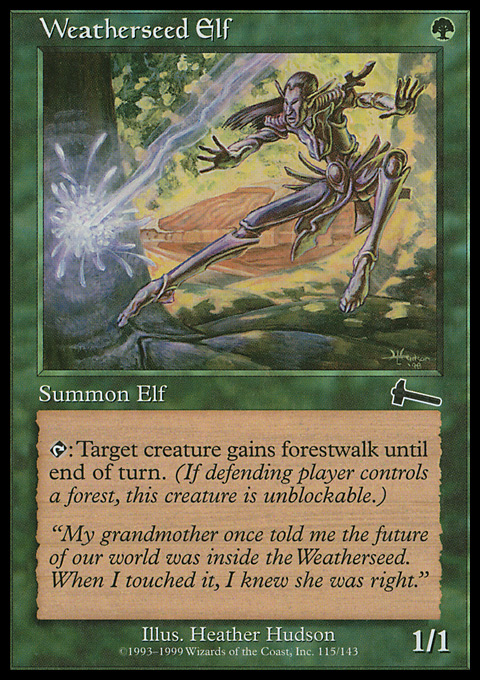 Weatherseed Elf
Summon Elf
: Target creature gains forestwalk until
end of turn. (If defending player controls
a forest, this creature is unblockable.)
“My grandmother once told me the future
of our world was inside the Weatherseed.
When I touched it, I knew she was right.”
Illus. Heather Hudson
©1993–1999 Wizards of the Coast, Inc. 115/143
1/1